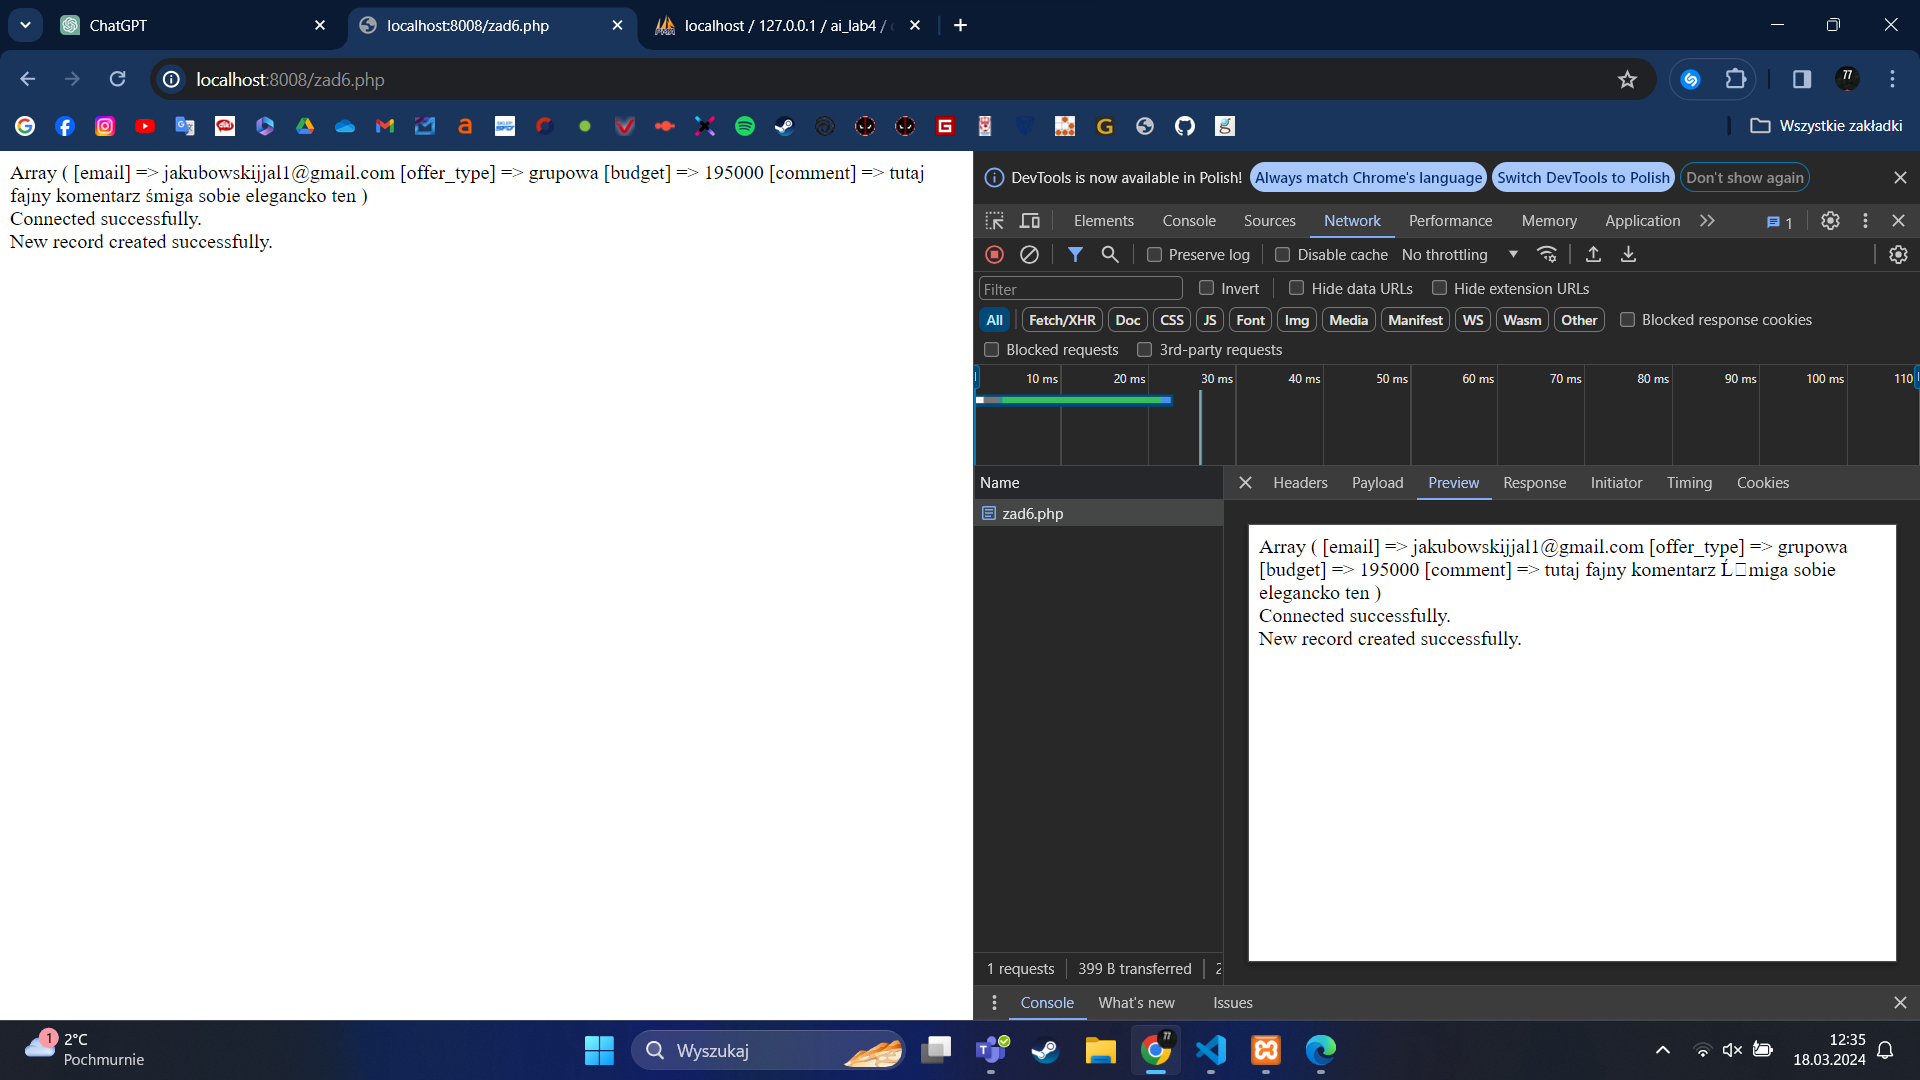 ChatGPT
localhost:8008/zad6.php
localhost / 127.0.0.1 / ai_lab4 /
localhost:8008/zad6.php
Wszystkie zakładki
Array ( [email] => jakubowskijjal1@gmail.com [offer_type] => grupowa [budget] => 195000 [comment] => tutaj
fajny komentarz śmiga sobie elegancko ten )
Connected successfully.
New record created successfully.
DevTools is now available in Polish! Always match Chrome's language Switch DevTools to Polish Don't show again
Elements Console Sources Network Performance Memory Application 1
Preserve log Disable cache No throttling
Filter Invert Hide data URLs Hide extension URLs
All Fetch/XHR Doc CSS JS Font Img Media Manifest WS Wasm Other Blocked response cookies
Blocked requests 3rd-party requests
10 ms 20 ms 30 ms 40 ms 50 ms 60 ms 70 ms 80 ms 90 ms 100 ms 110
Name
Headers Payload Preview Response Initiator Timing Cookies
zad6.php
Array ( [email] => jakubowskijjal1@gmail.com [offer_type] => grupowa
[budget] => 195000 [comment] => tutaj fajny komentarz Ĺ□miga sobie
elegancko ten )
Connected successfully.
New record created successfully.
1 requests 399 B transferred 2
Console What's new Issues
1
2°C
Pochmurnie
Wyszukaj
12:35
18.03.2024